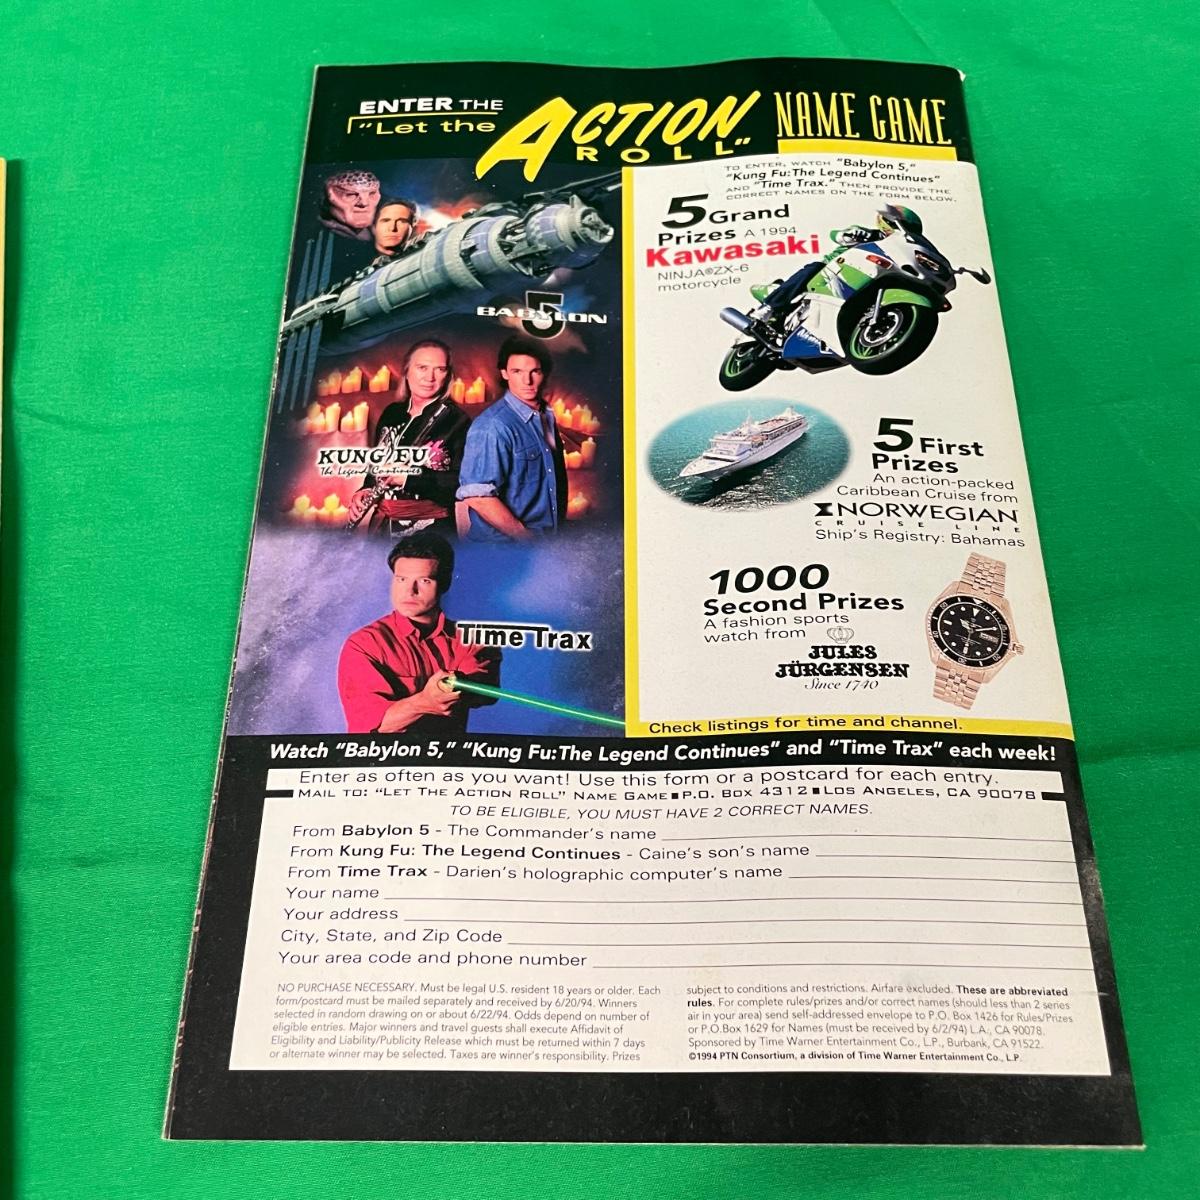 ENTER THE
"Let the
ACTION
ROLL"
NAME GAME
TO ENTER, WATCH "Babylon 5,"
"Kung Fu: The Legend Continues"
AND "Time Trax." THEN PROVIDE THE
CORRECT NAMES ON THE FORM BELOW.
5 Grand
Prizes A 1994
Kawasaki
NINJA® ZX-6
motorcycle
BABYLON 5
KUNG FU
The Legend Continues
5 First
Prizes
An action-packed
Caribbean Cruise from
NORWEGIAN
CRUISE LINE
Ship's Registry: Bahamas
Time Trax
1000
Second Prizes
A fashion sports
watch from
JULES
JÜRGENSEN
Since 1740
Check listings for time and channel.
Watch "Babylon 5," "Kung Fu: The Legend Continues" and "Time Trax" each week!
Enter as often as you want! Use this form or a postcard for each entry.
MAIL TO: "LET THE ACTION ROLL" NAME GAME ■ P.O. BOX 4312 ■ LOS ANGELES, CA 90078
TO BE ELIGIBLE, YOU MUST HAVE 2 CORRECT NAMES.
From Babylon 5 - The Commander's name
From Kung Fu: The Legend Continues - Caine's son's name
From Time Trax - Darien's holographic computer's name
Your name
Your address
City, State, and Zip Code
Your area code and phone number
NO PURCHASE NECESSARY. Must be legal U.S. resident 18 years or older. Each
form/postcard must be mailed separately and received by 6/20/94. Winners
selected in random drawing on or about 6/22/94. Odds depend on number of
eligible entries. Major winners and travel guests shall execute Affidavit of
Eligibility and Liability/Publicity Release which must be returned within 7 days
or alternate winner may be selected. Taxes are winner's responsibility. Prizes
subject to conditions and restrictions. Airfare excluded. These are abbreviated
rules. For complete rules/prizes and/or correct names (should less than 2 series
air in your area) send self-addressed envelope to P.O. Box 1426 for Rules/Prizes
or P.O.Box 1629 for Names (must be received by 6/2/94) L.A., CA 90078.
Sponsored by Time Warner Entertainment Co., L.P., Burbank, CA 91522.
©1994 PTN Consortium, a division of Time Warner Entertainment Co., L.P.